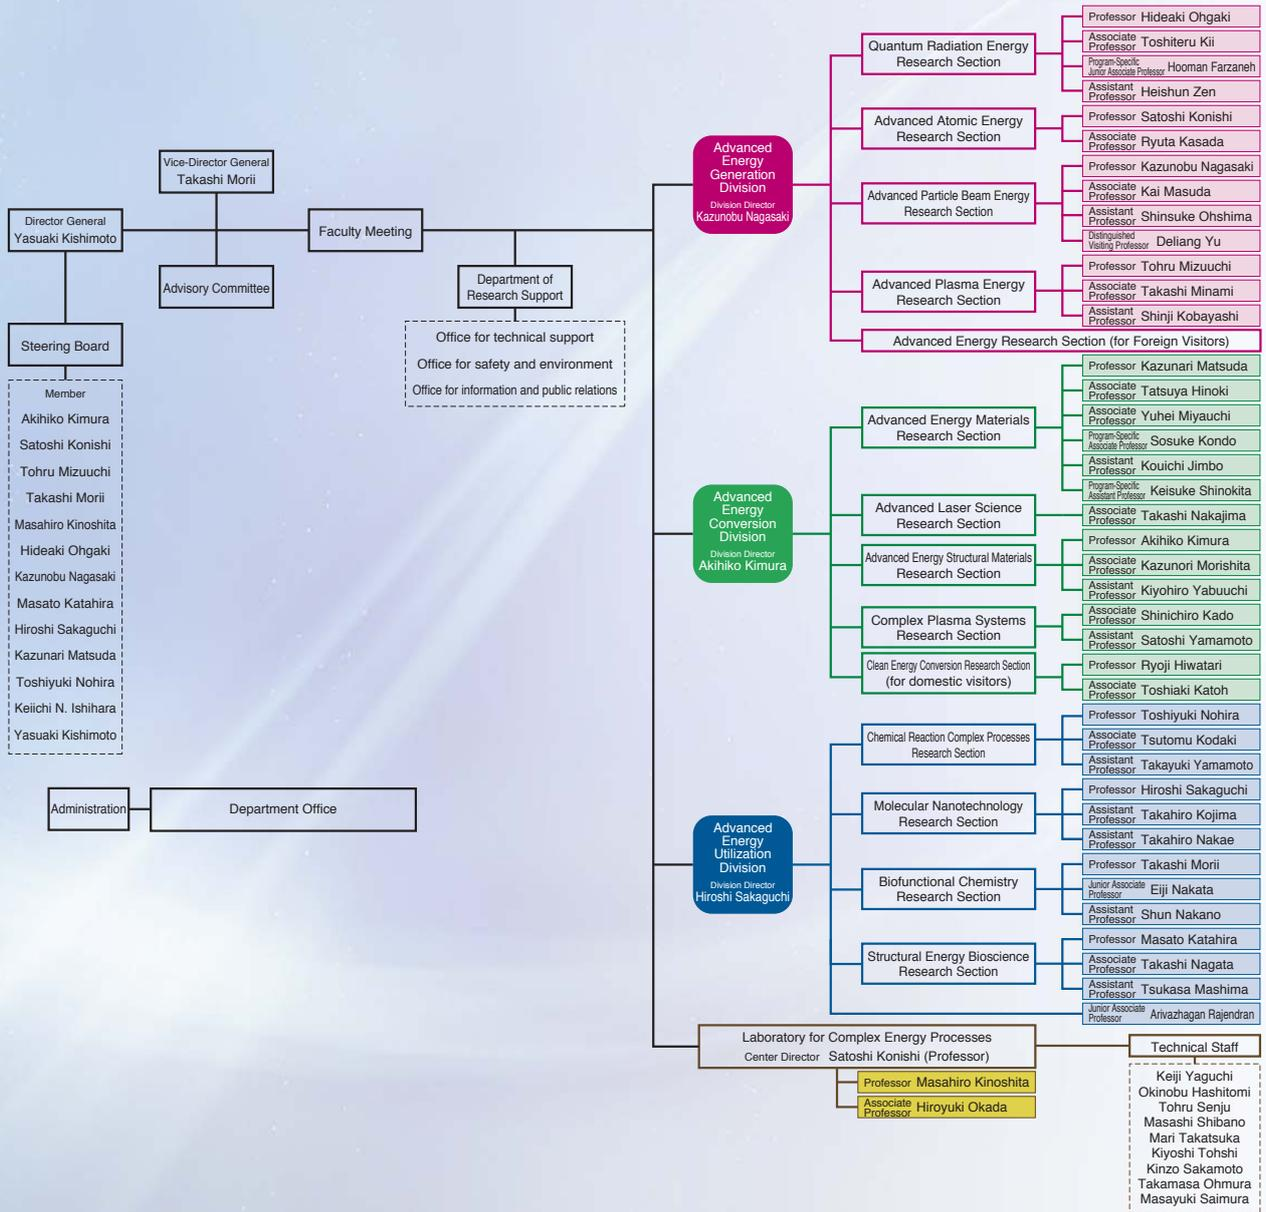 Vice-Director General
Takashi Morii
Director General
Yasuaki Kishimoto
Faculty Meeting
Advisory Committee
Department of
Research Support
Office for technical support
Office for safety and environment
Office for information and public relations
Steering Board
Member
Akihiko Kimura
Satoshi Konishi
Tohru Mizuuchi
Takashi Morii
Masahiro Kinoshita
Hideaki Ohgaki
Kazunobu Nagasaki
Masato Katahira
Hiroshi Sakaguchi
Kazunari Matsuda
Toshiyuki Nohira
Keiichi N. Ishihara
Yasuaki Kishimoto
Administration
Department Office
Advanced
Energy
Generation
Division
Division Director
Kazunobu Nagasaki
Quantum Radiation Energy
Research Section
Professor Hideaki Ohgaki
Associate
Professor Toshiteru Kii
Program-Specific
Junior Associate Professor Hooman Farzaneh
Assistant
Professor Heishun Zen
Advanced Atomic Energy
Research Section
Professor Satoshi Konishi
Associate
Professor Ryuta Kasada
Advanced Particle Beam Energy
Research Section
Professor Kazunobu Nagasaki
Associate
Professor Kai Masuda
Assistant
Professor Shinsuke Ohshima
Distinguished
Visiting Professor Deliang Yu
Advanced Plasma Energy
Research Section
Professor Tohru Mizuuchi
Associate
Professor Takashi Minami
Assistant
Professor Shinji Kobayashi
Advanced Energy Research Section (for Foreign Visitors)
Advanced
Energy
Conversion
Division
Division Director
Akihiko Kimura
Advanced Energy Materials
Research Section
Professor Kazunari Matsuda
Associate
Professor Tatsuya Hinoki
Associate
Professor Yuhei Miyauchi
Program-Specific
Associate Professor Sosuke Kondo
Assistant
Professor Kouichi Jimbo
Program-Specific
Assistant Professor Keisuke Shinokita
Advanced Laser Science
Research Section
Associate
Professor Takashi Nakajima
Advanced Energy Structural Materials
Research Section
Professor Akihiko Kimura
Associate
Professor Kazunori Morishita
Assistant
Professor Kiyohiro Yabuuchi
Complex Plasma Systems
Research Section
Associate
Professor Shinichiro Kado
Assistant
Professor Satoshi Yamamoto
Clean Energy Conversion Research Section
(for domestic visitors)
Professor Ryoji Hiwatari
Associate
Professor Toshiaki Katoh
Advanced
Energy
Utilization
Division
Division Director
Hiroshi Sakaguchi
Chemical Reaction Complex Processes
Research Section
Professor Toshiyuki Nohira
Associate
Professor Tsutomu Kodaki
Assistant
Professor Takayuki Yamamoto
Molecular Nanotechnology
Research Section
Professor Hiroshi Sakaguchi
Assistant
Professor Takahiro Kojima
Assistant
Professor Takahiro Nakae
Biofunctional Chemistry
Research Section
Professor Takashi Morii
Junior Associate
Professor Eiji Nakata
Assistant
Professor Shun Nakano
Structural Energy Bioscience
Research Section
Professor Masato Katahira
Associate
Professor Takashi Nagata
Assistant
Professor Tsukasa Mashima
Junior Associate
Professor Arivazhagan Rajendran
Laboratory for Complex Energy Processes
Center Director Satoshi Konishi (Professor)
Professor Masahiro Kinoshita
Associate
Professor Hiroyuki Okada
Technical Staff
Keiji Yaguchi
Okinobu Hashitomi
Tohru Senju
Masashi Shibano
Mari Takatsuka
Kiyoshi Tohshi
Kinzo Sakamoto
Takamasa Ohmura
Masayuki Saimura